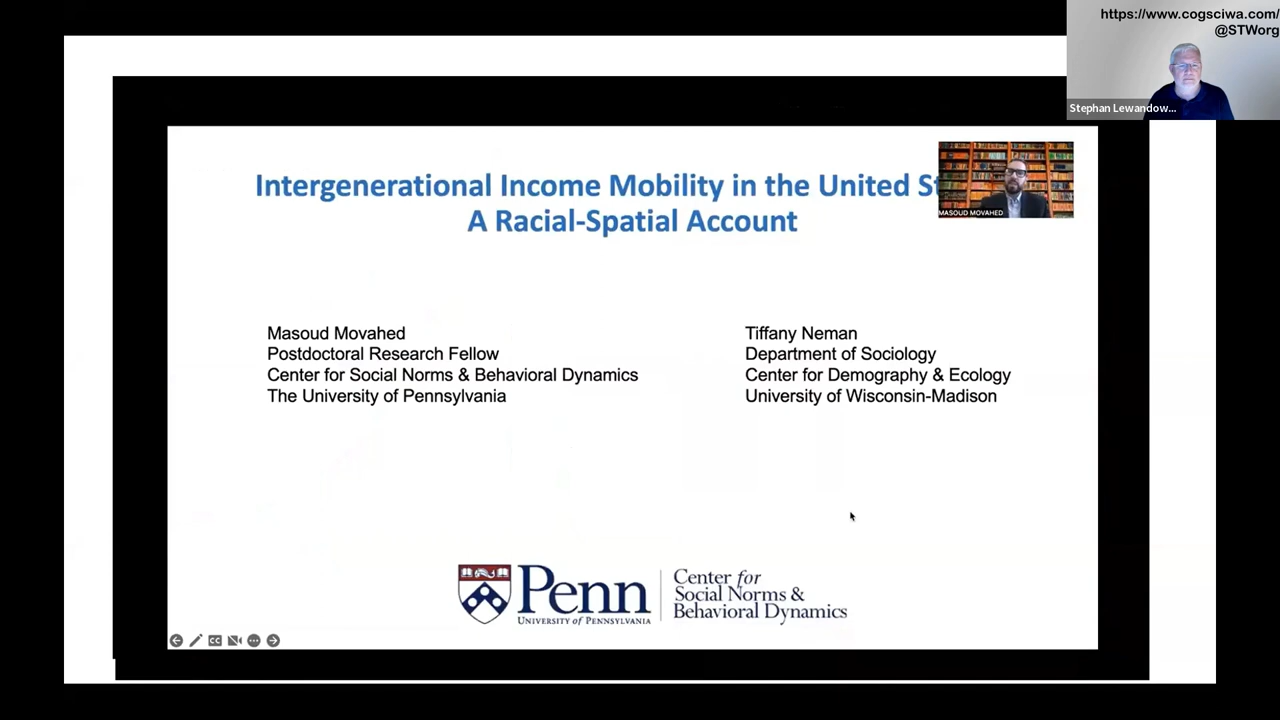 https://www.cogsciwa.com/
@STWorg
Stephan Lewandow...
Intergenerational Income Mobility in the United St
A Racial-Spatial Account
MASOUD MOVAHED
Masoud Movahed
Postdoctoral Research Fellow
Center for Social Norms & Behavioral Dynamics
The University of Pennsylvania
Tiffany Neman
Department of Sociology
Center for Demography & Ecology
University of Wisconsin-Madison
Penn
UNIVERSITY of PENNSYLVANIA
Center for
Social Norms &
Behavioral Dynamics
CC